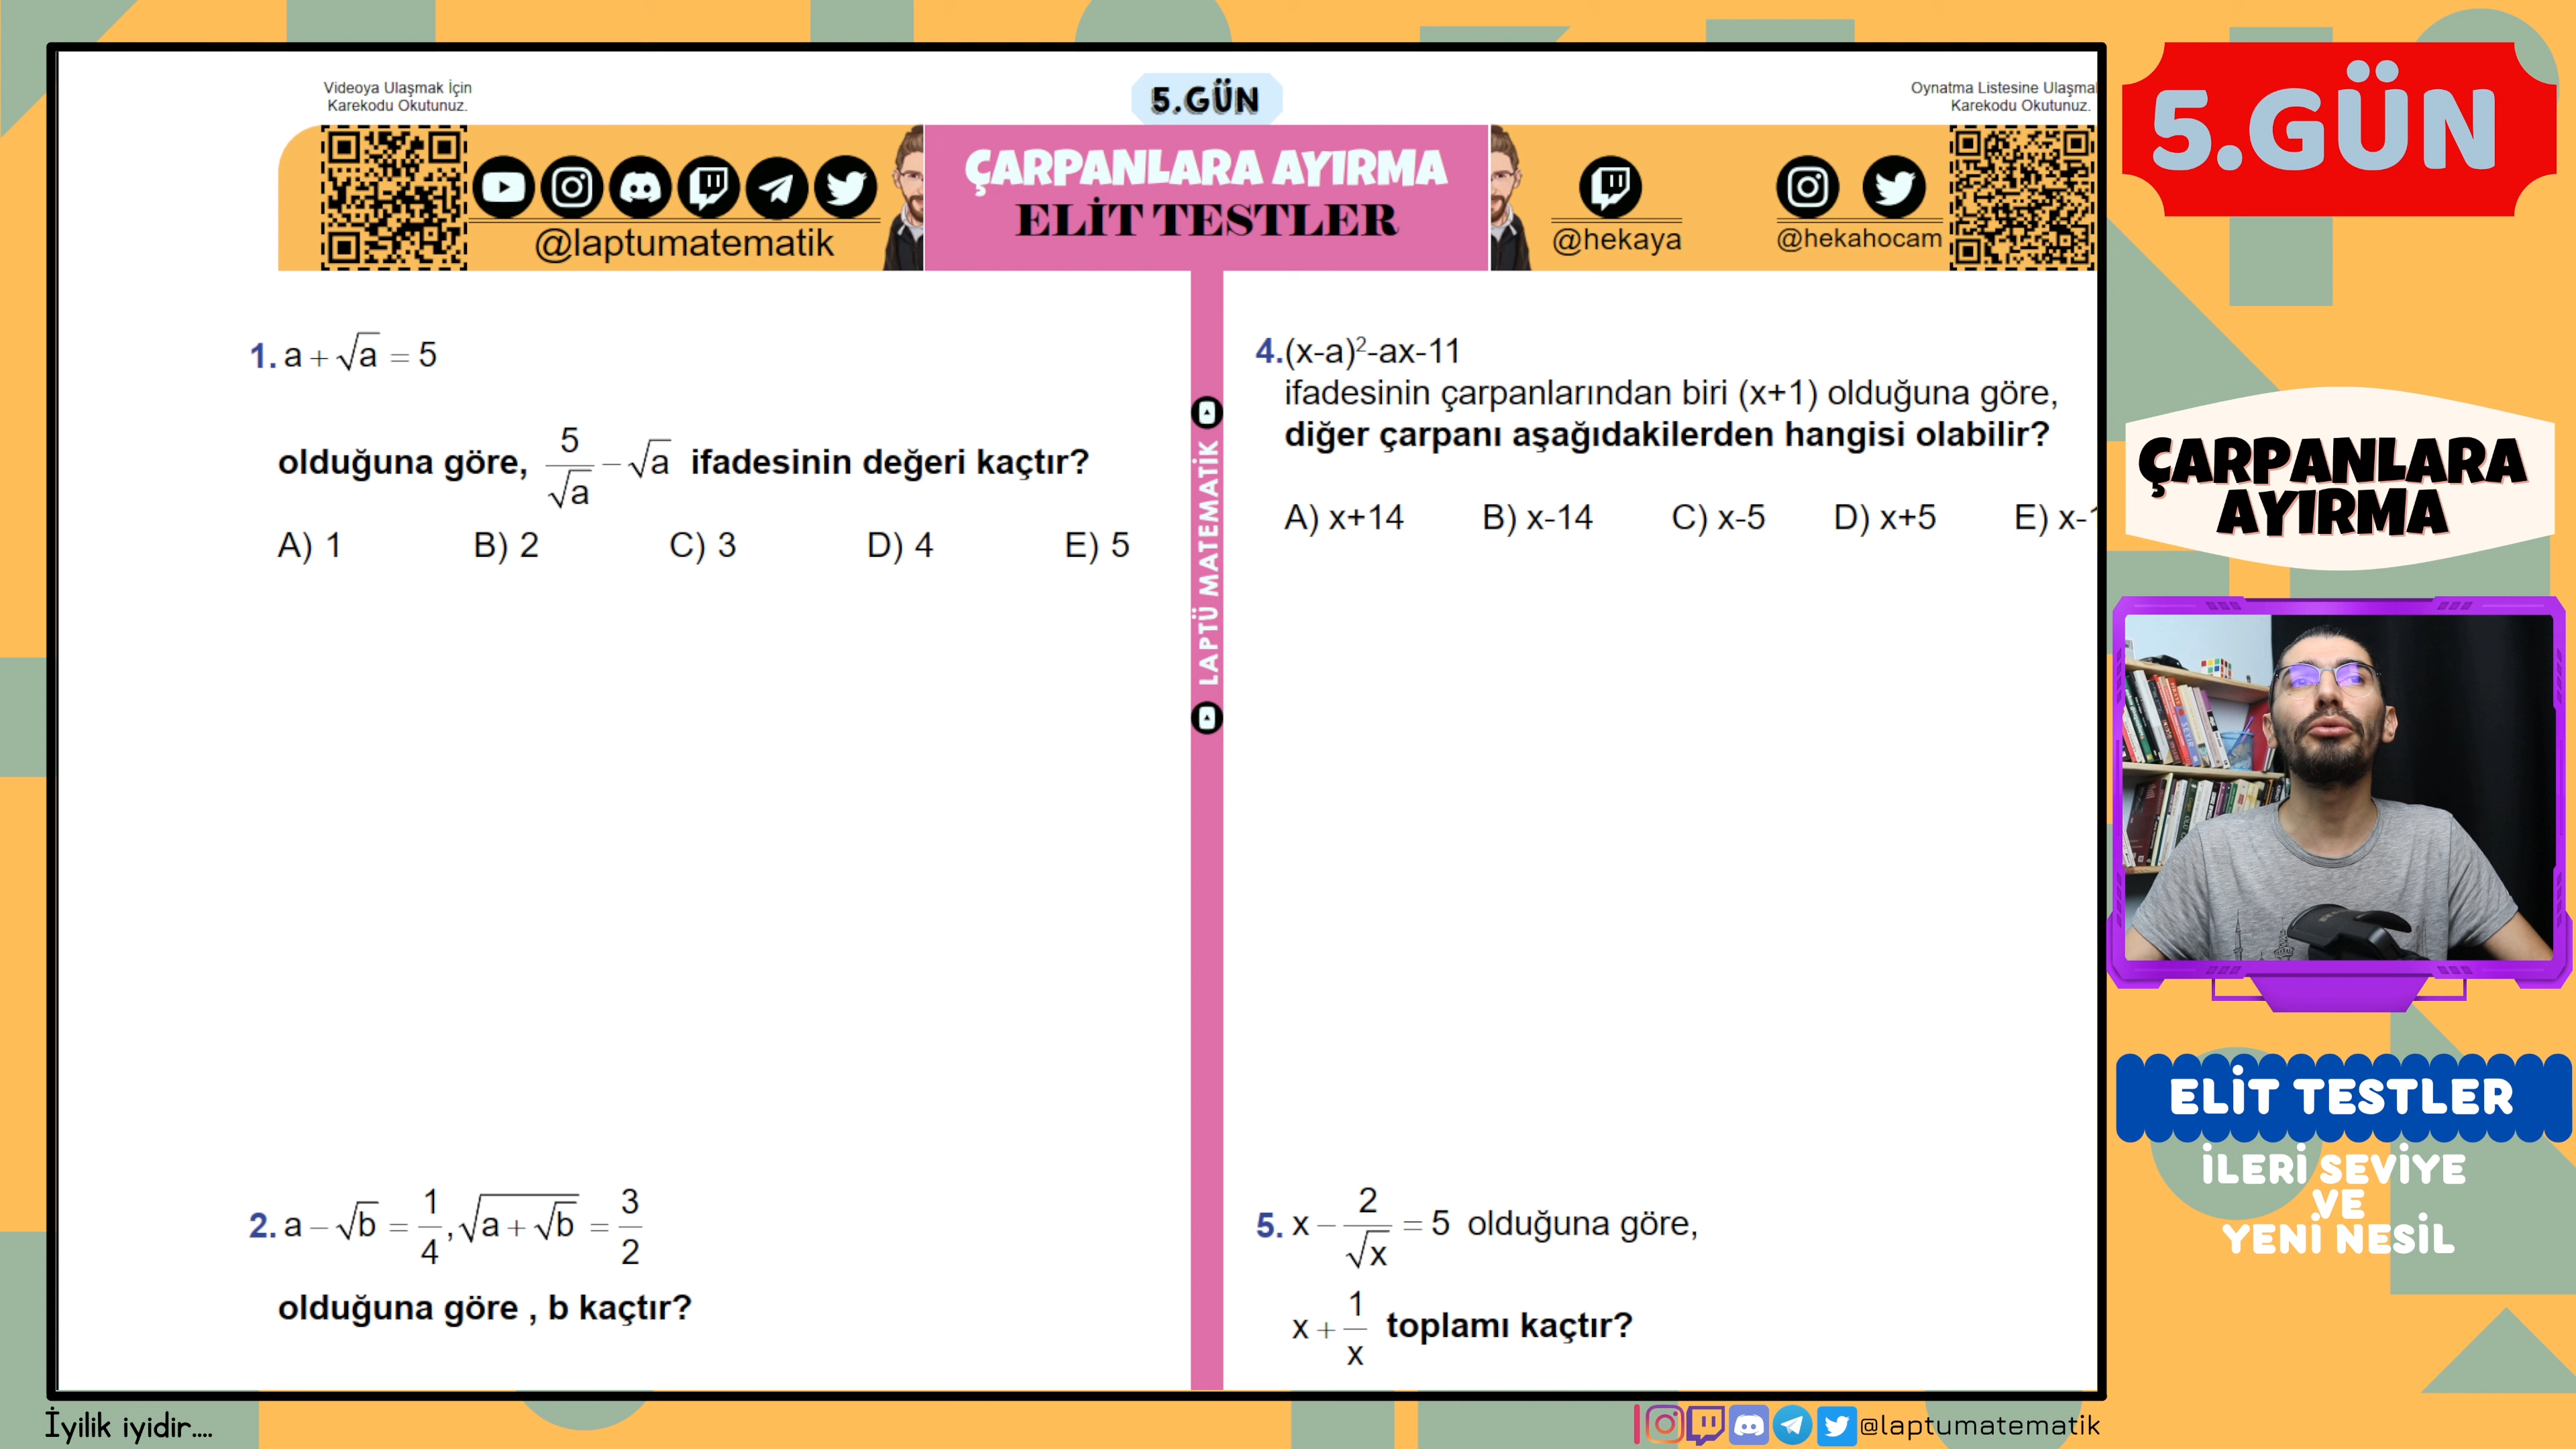 Videoya Ulaşmak İçin
Karekodu Okutunuz.
5.GÜN
Oynatma Listesine Ulaşma
Karekodu Okutunuz.
@laptumatematik
ÇARPANLARA AYIRMA
ELİT TESTLER
@hekaya
@hekahocam
1. a + √a = 5
olduğuna göre, 5/√a − √a ifadesinin değeri kaçtır?
A) 1 B) 2 C) 3 D) 4 E) 5
2. a − √b = 1/4, √(a + √b) = 3/2
olduğuna göre , b kaçtır?
LAPTÜ MATEMATİK
4.(x-a)²-ax-11
ifadesinin çarpanlarından biri (x+1) olduğuna göre,
diğer çarpanı aşağıdakilerden hangisi olabilir?
A) x+14 B) x-14 C) x-5 D) x+5 E) x-
5. x − 2/√x = 5 olduğuna göre,
x + 1/x toplamı kaçtır?
5.GÜN
ÇARPANLARA
AYIRMA
ELİT TESTLER
İLERİ SEVİYE
VE
YENİ NESİL
İyilik iyidir....
@laptumatematik